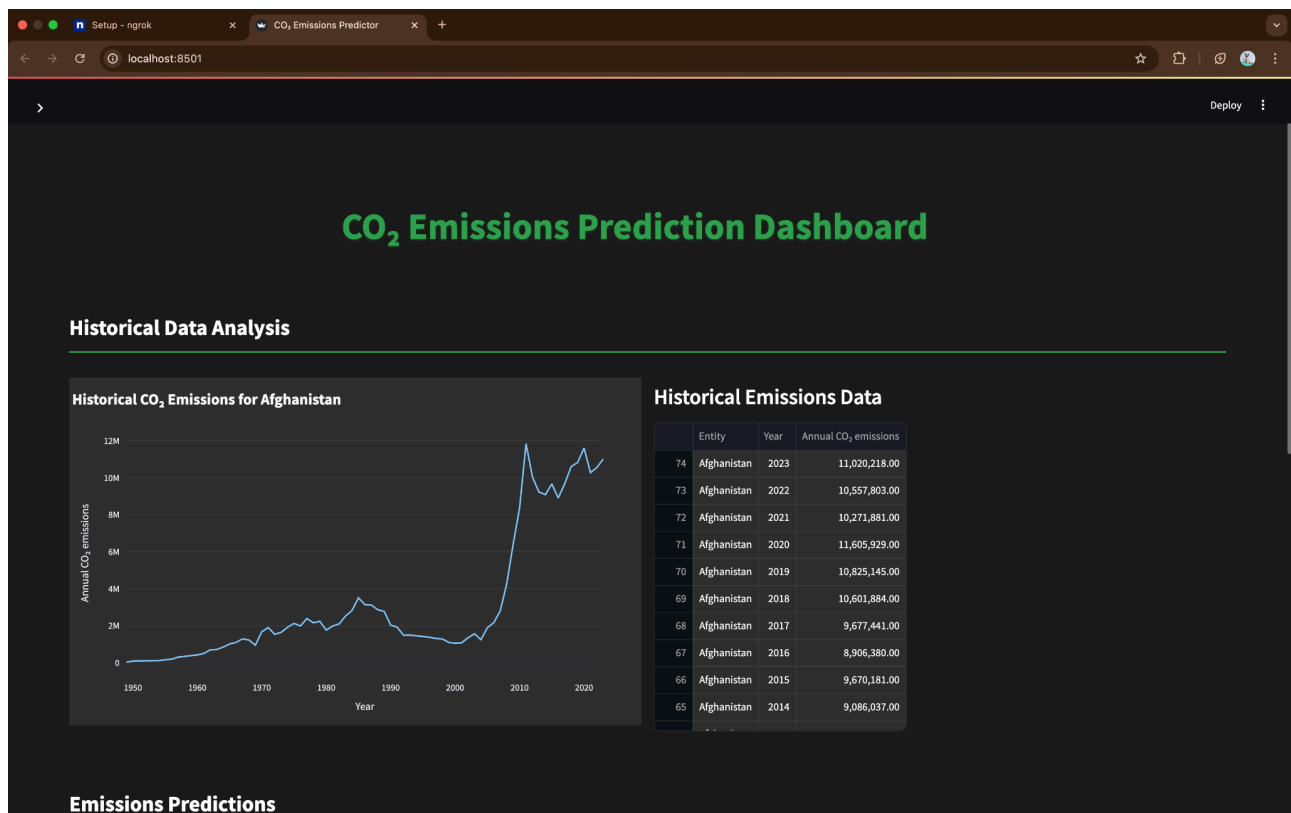 Setup - ngrok
CO₂ Emissions Predictor
localhost:8501
Deploy
CO₂ Emissions Prediction Dashboard
Historical Data Analysis
Historical CO₂ Emissions for Afghanistan
12M
10M
8M
6M
4M
2M
0
Annual CO₂ emissions
1950 1960 1970 1980 1990 2000 2010 2020
Year
Historical Emissions Data
Entity Year Annual CO₂ emissions
74 Afghanistan 2023 11,020,218.00
73 Afghanistan 2022 10,557,803.00
72 Afghanistan 2021 10,271,881.00
71 Afghanistan 2020 11,605,929.00
70 Afghanistan 2019 10,825,145.00
69 Afghanistan 2018 10,601,884.00
68 Afghanistan 2017 9,677,441.00
67 Afghanistan 2016 8,906,380.00
66 Afghanistan 2015 9,670,181.00
65 Afghanistan 2014 9,086,037.00
Emissions Predictions